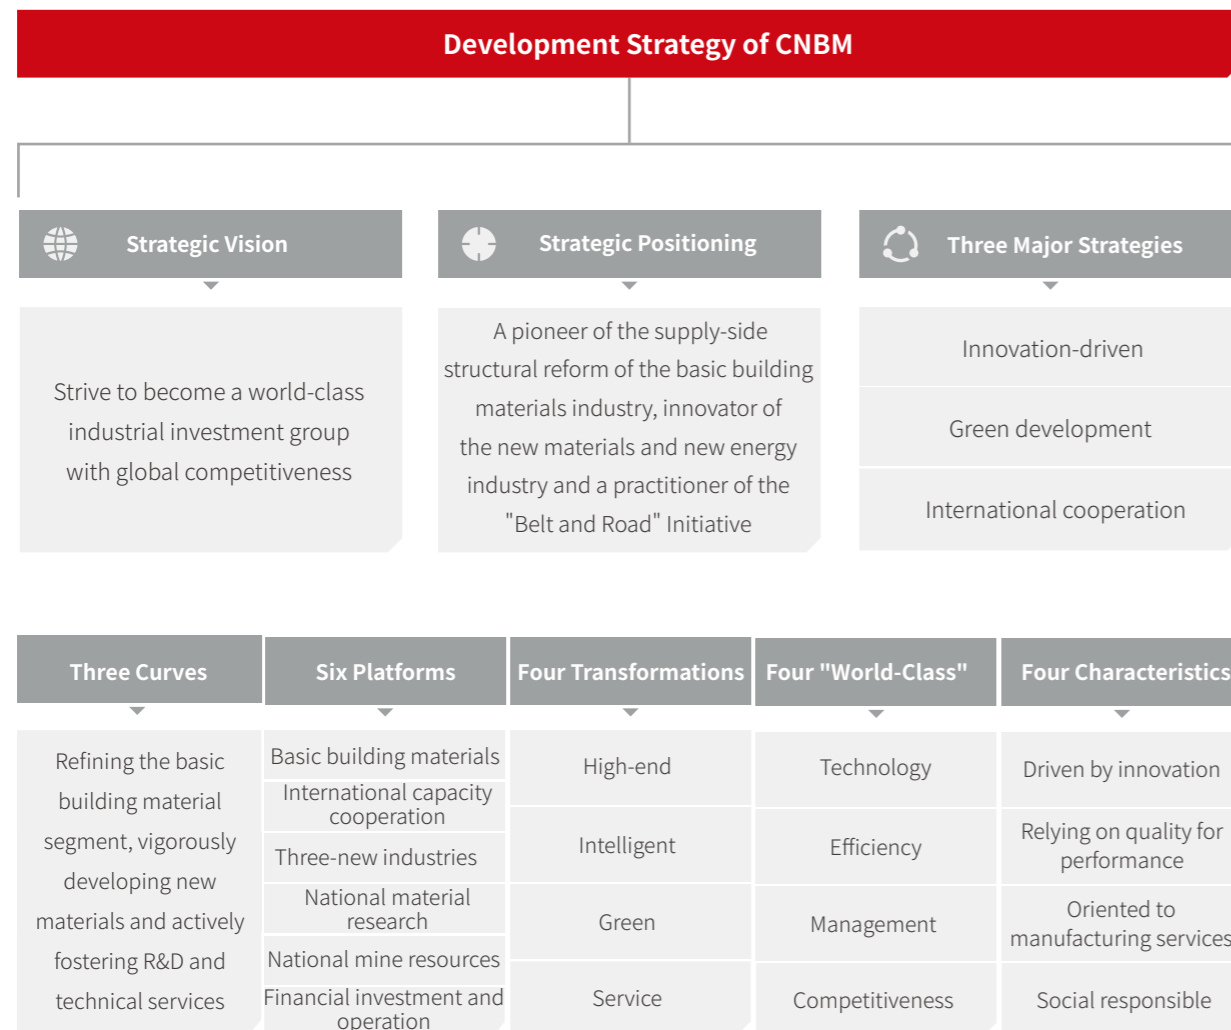 Development Strategy of CNBM
Strategic Vision
Strive to become a world-class
industrial investment group
with global competitiveness
Strategic Positioning
A pioneer of the supply-side
structural reform of the basic building
materials industry, innovator of
the new materials and new energy
industry and a practitioner of the
"Belt and Road" Initiative
Three Major Strategies
Innovation-driven
Green development
International cooperation
Three Curves
Refining the basic
building material
segment, vigorously
developing new
materials and actively
fostering R&D and
technical services
Six Platforms
Basic building materials
International capacity
cooperation
Three-new industries
National material
research
National mine resources
Financial investment and
operation
Four Transformations
High-end
Intelligent
Green
Service
Four "World-Class"
Technology
Efficiency
Management
Competitiveness
Four Characteristics
Driven by innovation
Relying on quality for
performance
Oriented to
manufacturing services
Social responsible